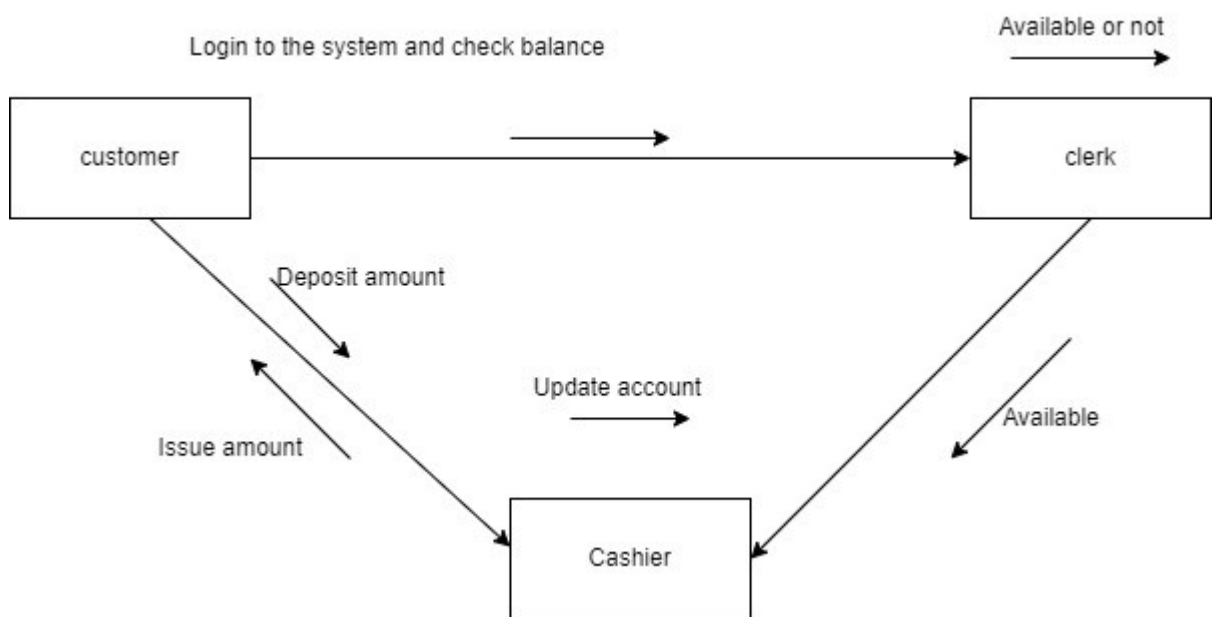 Available or not
Login to the system and check balance
customer
clerk
Deposit amount
Update account
Available
Issue amount
Cashier